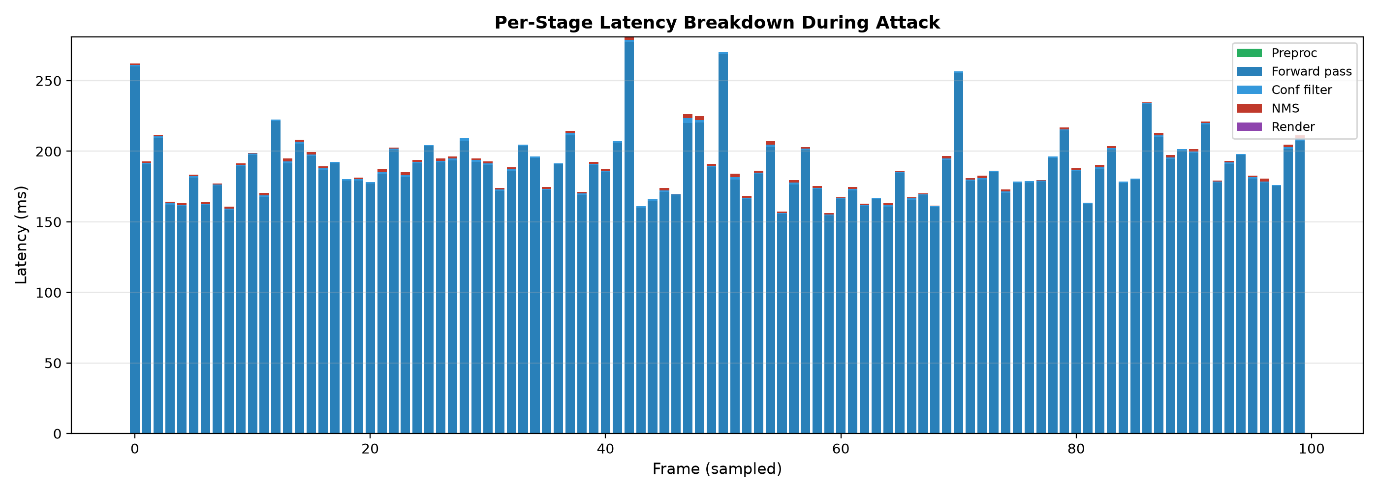 Per-Stage Latency Breakdown During Attack
Preproc
Forward pass
Conf filter
NMS
Render
250
200
150
100
50
0
Latency (ms)
0 20 40 60 80 100
Frame (sampled)